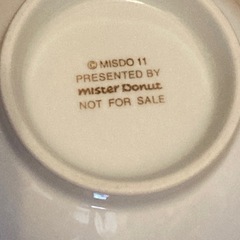 © MISDO 11
PRESENTED BY
mister Donut
NOT FOR SALE